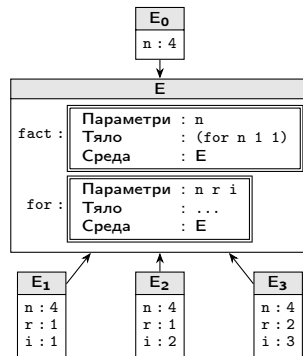 E₀
n : 4
E
fact :
Параметри : n
Тяло : (for n 1 1)
Среда : E
for :
Параметри : n r i
Тяло : ...
Среда : E
E₁
n : 4
r : 1
i : 1
E₂
n : 4
r : 1
i : 2
E₃
n : 4
r : 2
i : 3